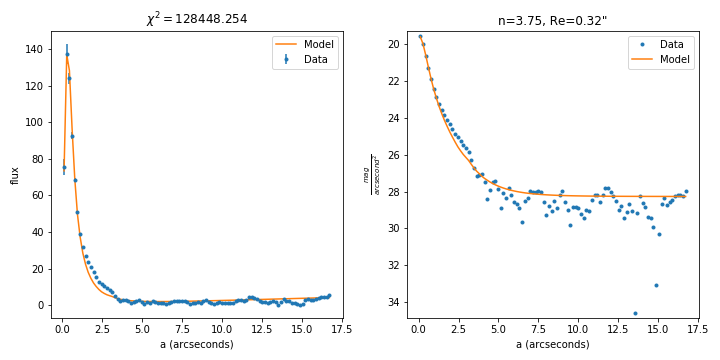 χ² = 128448.254
n=3.75, Re=0.32"
flux
140
120
100
80
60
40
20
0
0.0 2.5 5.0 7.5 10.0 12.5 15.0 17.5
a (arcseconds)
Model
Data
mag
arcsecond²
20
22
24
26
28
30
32
34
0.0 2.5 5.0 7.5 10.0 12.5 15.0 17.5
a (arcseconds)
Data
Model